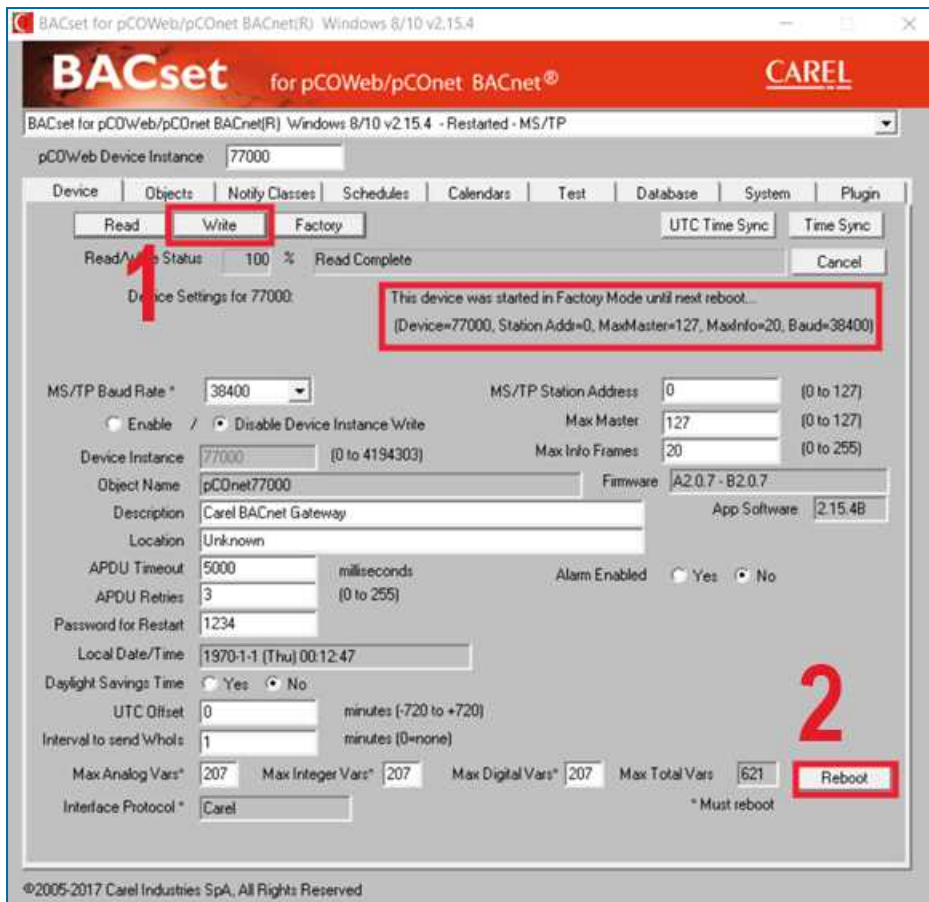 BACset for pCOWeb/pCOnet BACnet(R) Windows 8/10 v2.15.4
BACset for pCOWeb/pCOnet BACnet®
CAREL
BACset for pCOWeb/pCOnet BACnet(R) Windows 8/10 v2.15.4 - Restarted - MS/TP
pCOWeb Device Instance 77000
Device Objects Notify Classes Schedules Calendars Test Database System Plugin
Read Write Factory UTC Time Sync Time Sync
1
Read/Write Status 100 % Read Complete Cancel
Device Settings for 77000: This device was started in Factory Mode until next reboot...
(Device=77000, Station Addr=0, MaxMaster=127, MaxInfo=20, Baud=38400)
MS/TP Baud Rate * 38400 MS/TP Station Address 0 (0 to 127)
Enable / Disable Device Instance Write Max Master 127 (0 to 127)
Device Instance 77000 (0 to 4194303) Max Info Frames 20 (0 to 255)
Object Name pCOnet77000 Firmware A2.0.7 - B2.0.7
Description Carel BACnet Gateway App Software 2.15.4B
Location Unknown
APDU Timeout 5000 milliseconds Alarm Enabled Yes No
APDU Retries 3 (0 to 255)
Password for Restart 1234
Local Date/Time 1970-1-1 (Thu) 00:12:47
Daylight Savings Time Yes No
2
UTC Offset 0 minutes (-720 to +720)
Interval to send WhoIs 1 minutes (0=none)
Max Analog Vars* 207 Max Integer Vars* 207 Max Digital Vars* 207 Max Total Vars 621 Reboot
Interface Protocol * Carel * Must reboot
©2005-2017 Carel Industries SpA, All Rights Reserved